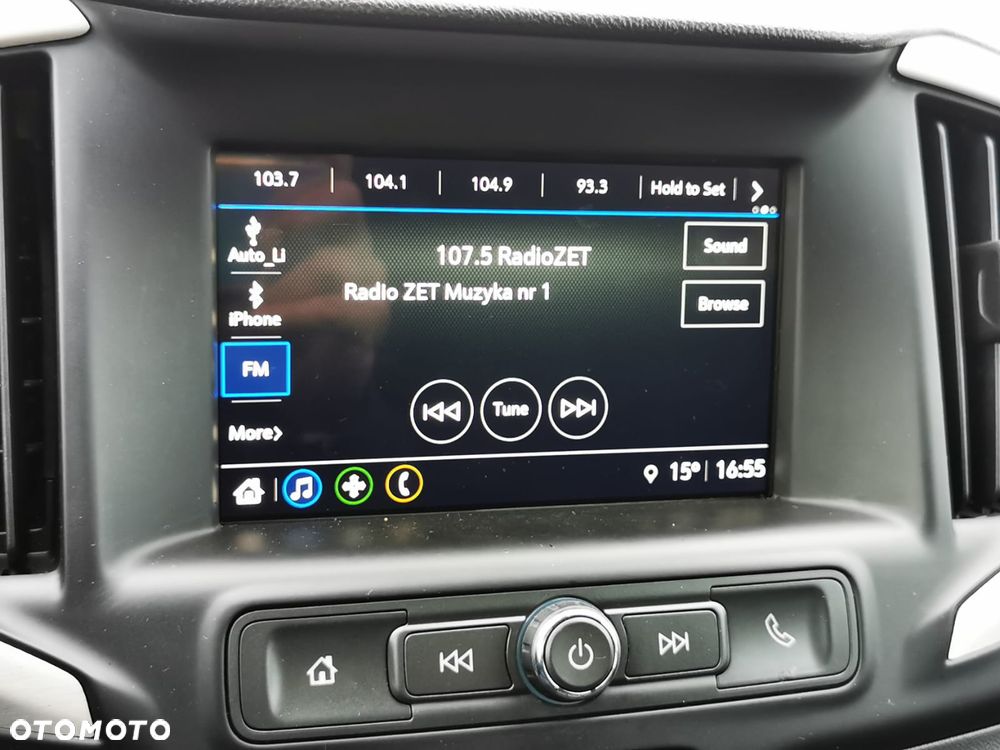 103.7 104.1 104.9 93.3 Hold to Set
Auto_Li
107.5 RadioZET
Sound
Radio ZET Muzyka nr 1
Browse
iPhone
FM
Tune
More
15° 16:55
OTOMOTO